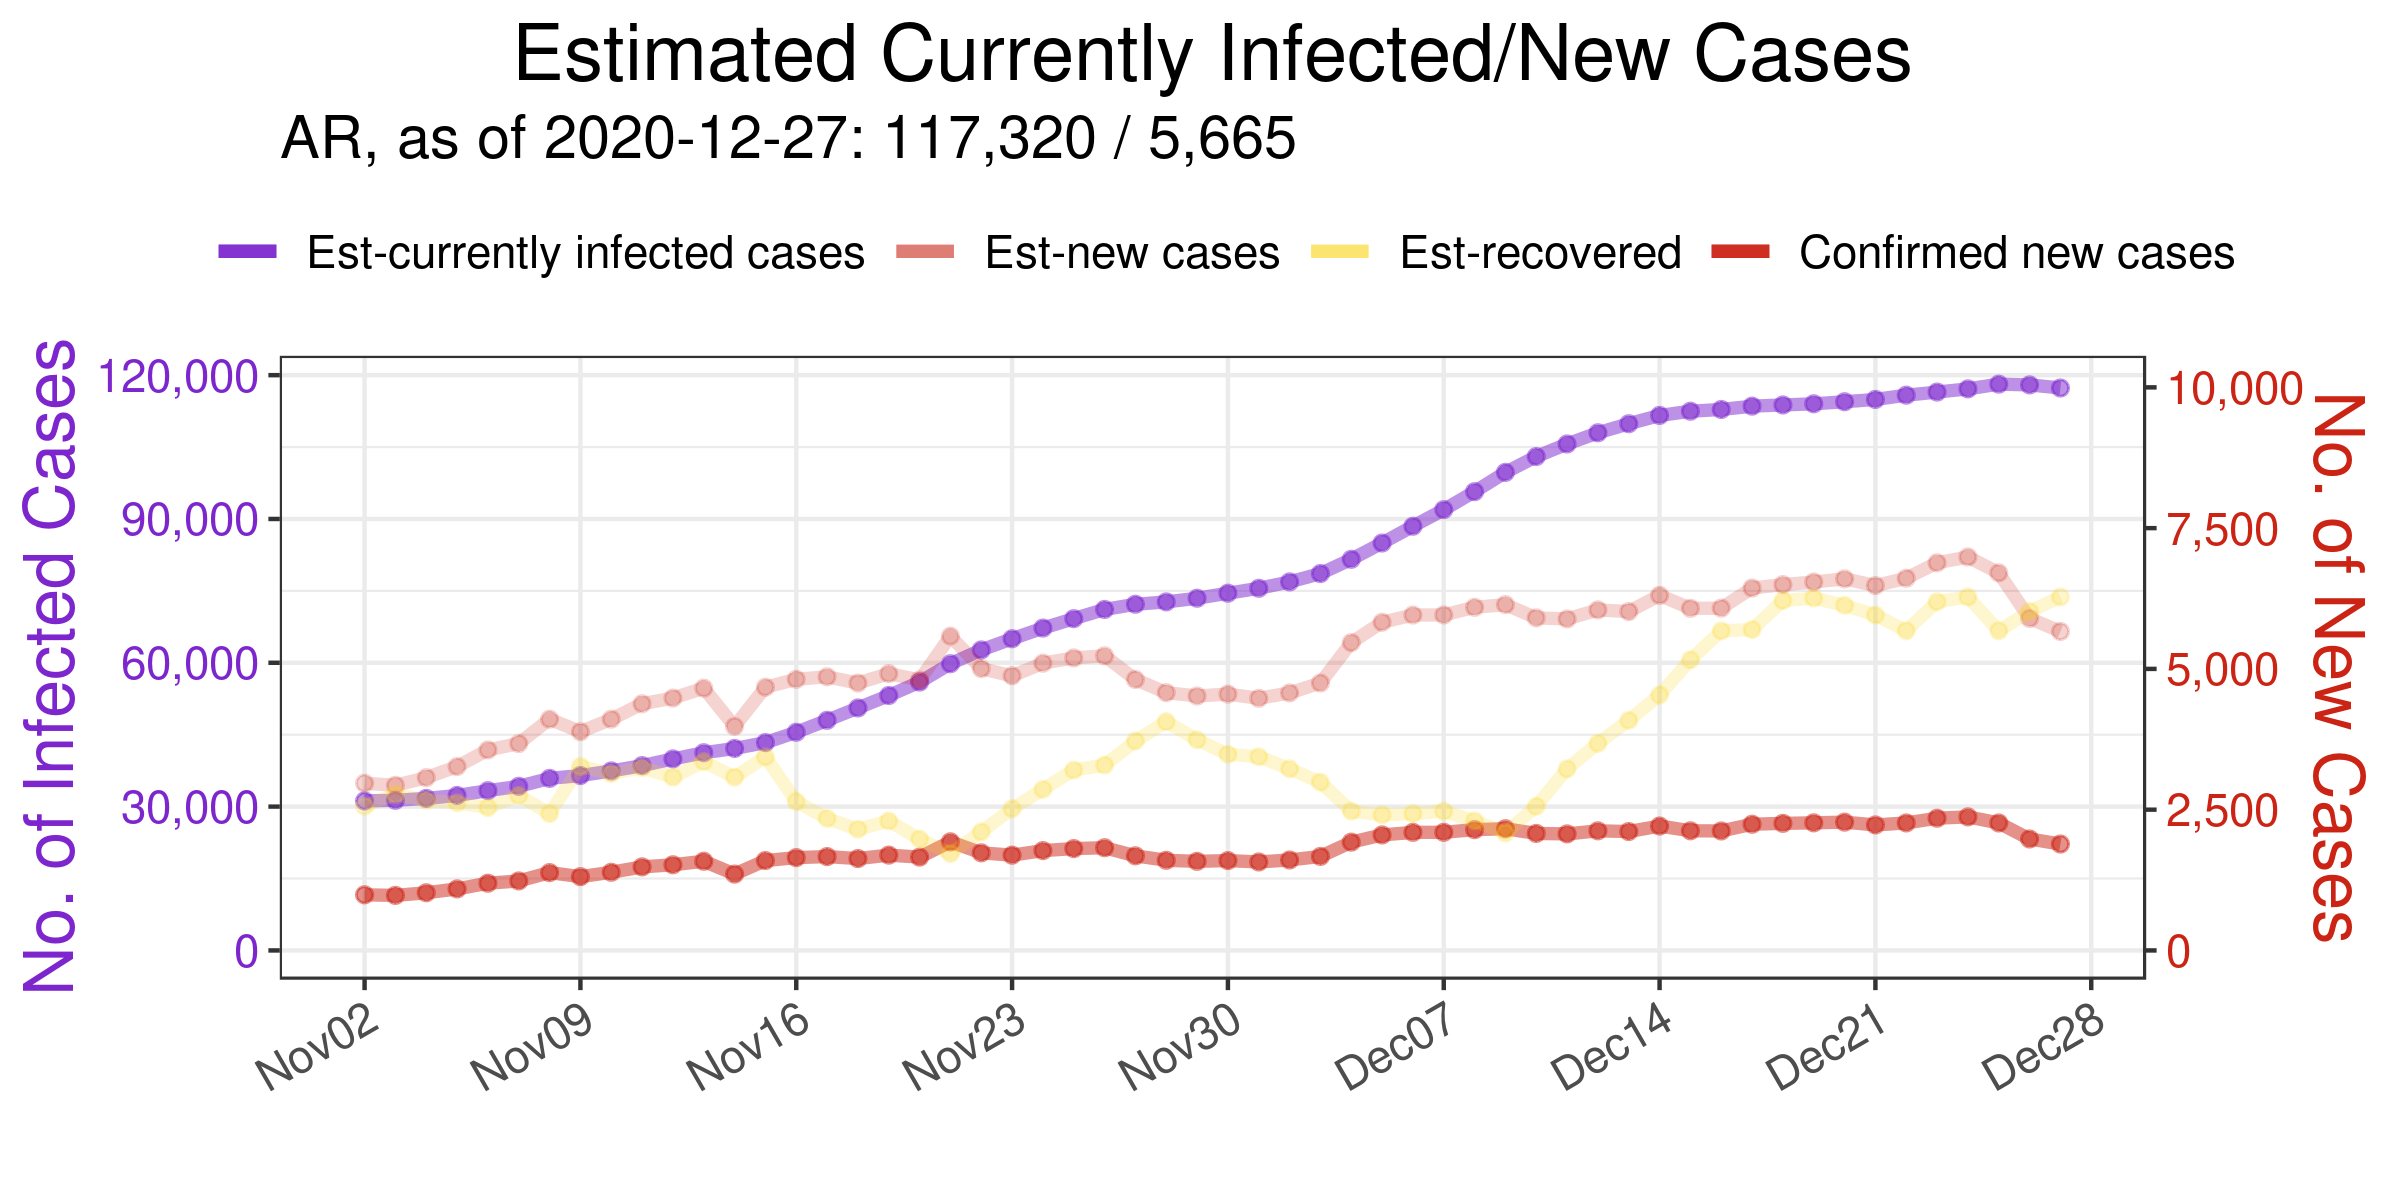 Estimated Currently Infected/New Cases
AR, as of 2020-12-27: 117,320 / 5,665
Est-currently infected cases Est-new cases Est-recovered Confirmed new cases
No. of Infected Cases
120,000
90,000
60,000
30,000
0
10,000
7,500
5,000
2,500
0
No. of New Cases
Nov02 Nov09 Nov16 Nov23 Nov30 Dec07 Dec14 Dec21 Dec28